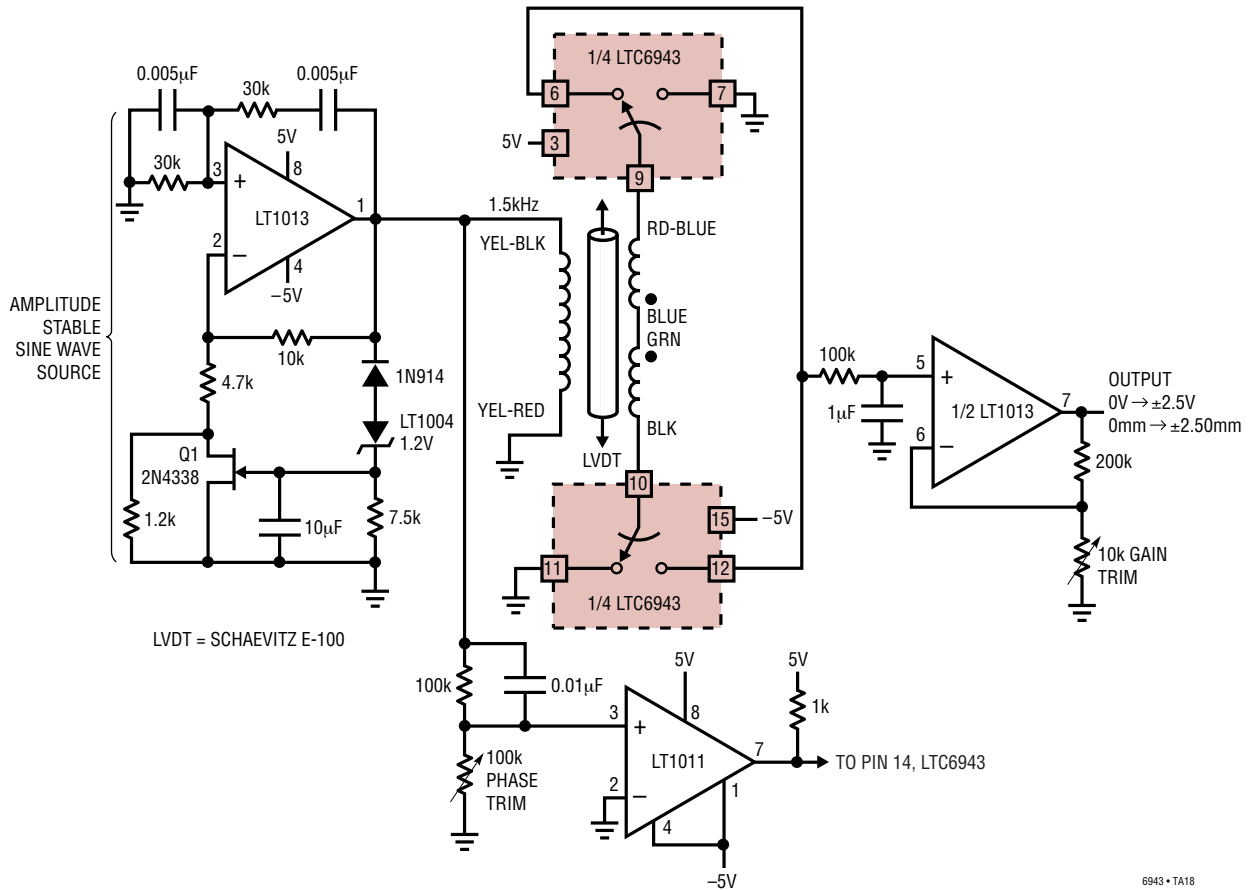 1/4 LTC6943
6
7
5V
3
9
0.005µF
0.005µF
30k
30k
5V
8
3
+
LT1013
1
2
–
4
–5V
AMPLITUDE
STABLE
SINE WAVE
SOURCE
10k
4.7k
1N914
LT1004
1.2V
Q1
2N4338
1.2k
10µF
7.5k
1.5kHz
YEL-BLK
YEL-RED
RD-BLUE
BLUE
GRN
BLK
LVDT
10
15
–5V
11
12
1/4 LTC6943
100k
1µF
5
+
1/2 LT1013
6
–
7
OUTPUT
0V → ±2.5V
0mm → ±2.50mm
200k
10k GAIN
TRIM
LVDT = SCHAEVITZ E-100
100k
0.01µF
100k
PHASE
TRIM
5V
8
3
+
LT1011
2
–
4
1
7
–5V
5V
1k
TO PIN 14, LTC6943
6943 • TA18